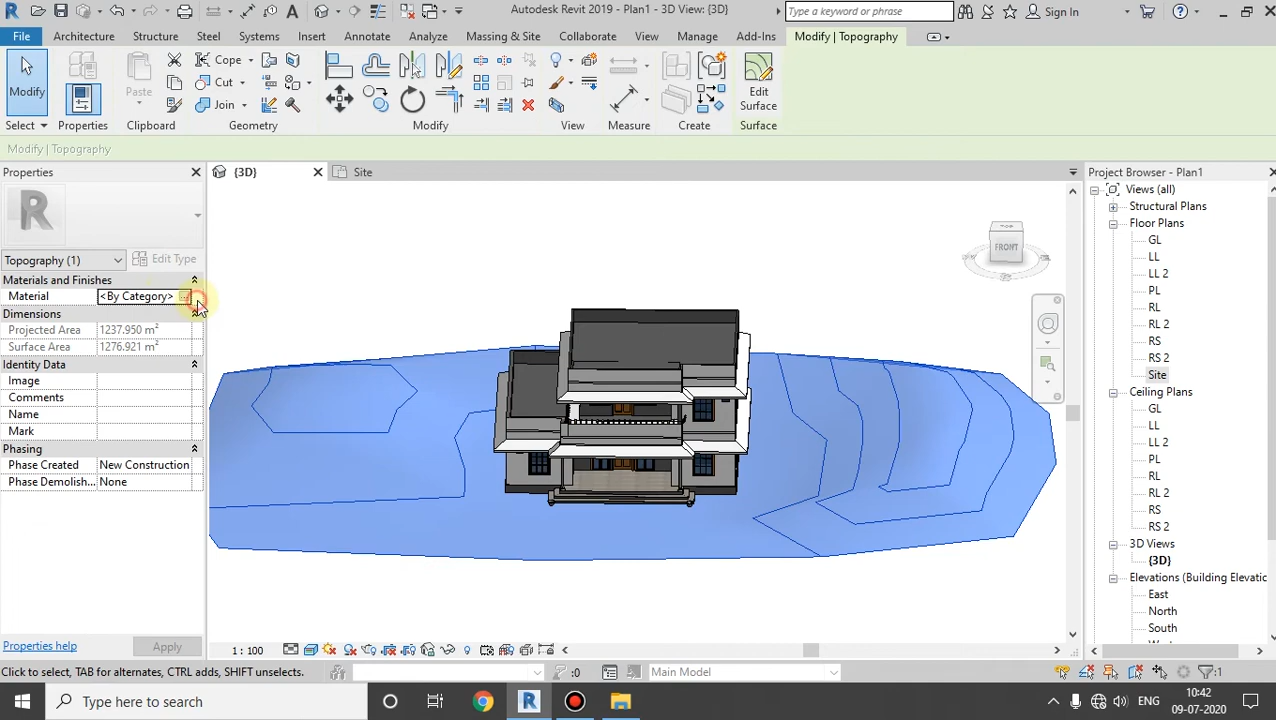 Autodesk Revit 2019 - Plan1 - 3D View: {3D}
Type a keyword or phrase
Sign In
File Architecture Structure Steel Systems Insert Annotate Analyze Massing & Site Collaborate View Manage Add-Ins Modify | Topography
Modify
Paste
Cope
Cut
Join
Edit
Surface
Select Properties Clipboard Geometry Modify View Measure Create Surface
Modify | Topography
Properties
{3D}
Site
Project Browser - Plan1
R
Topography (1)
Edit Type
Materials and Finishes
Material <By Category>
Dimensions
Projected Area 1237.950 m²
Surface Area 1276.921 m²
Identity Data
Image
Comments
Name
Mark
Phasing
Phase Created New Construction
Phase Demolish... None
Properties help
Apply
FRONT
Views (all)
Structural Plans
Floor Plans
GL
LL
LL 2
PL
RL
RL 2
RS
RS 2
Site
Ceiling Plans
GL
LL
LL 2
PL
RL
RL 2
RS
RS 2
3D Views
{3D}
Elevations (Building Elevatic
East
North
South
1 : 100
Click to select, TAB for alternates, CTRL adds, SHIFT unselects.
:0
Main Model
:1
Type here to search
R
ENG
10:42
09-07-2020